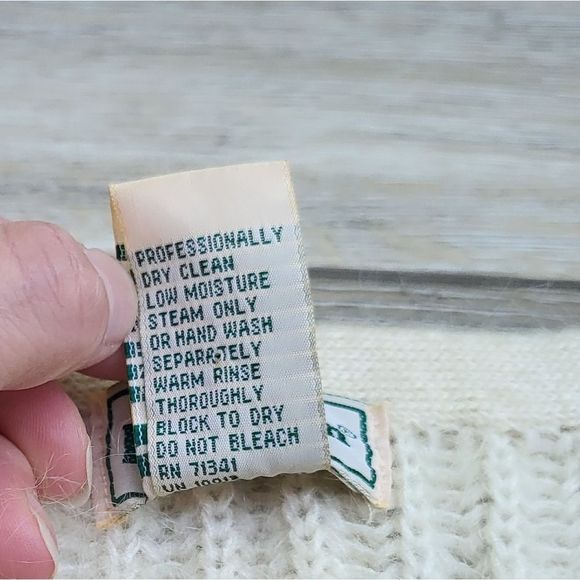 PROFESSIONALLY
DRY CLEAN
LOW MOISTURE
STEAM ONLY
OR HAND WASH
SEPARATELY
WARM RINSE
THOROUGHLY
BLOCK TO DRY
DO NOT BLEACH
RN 71341